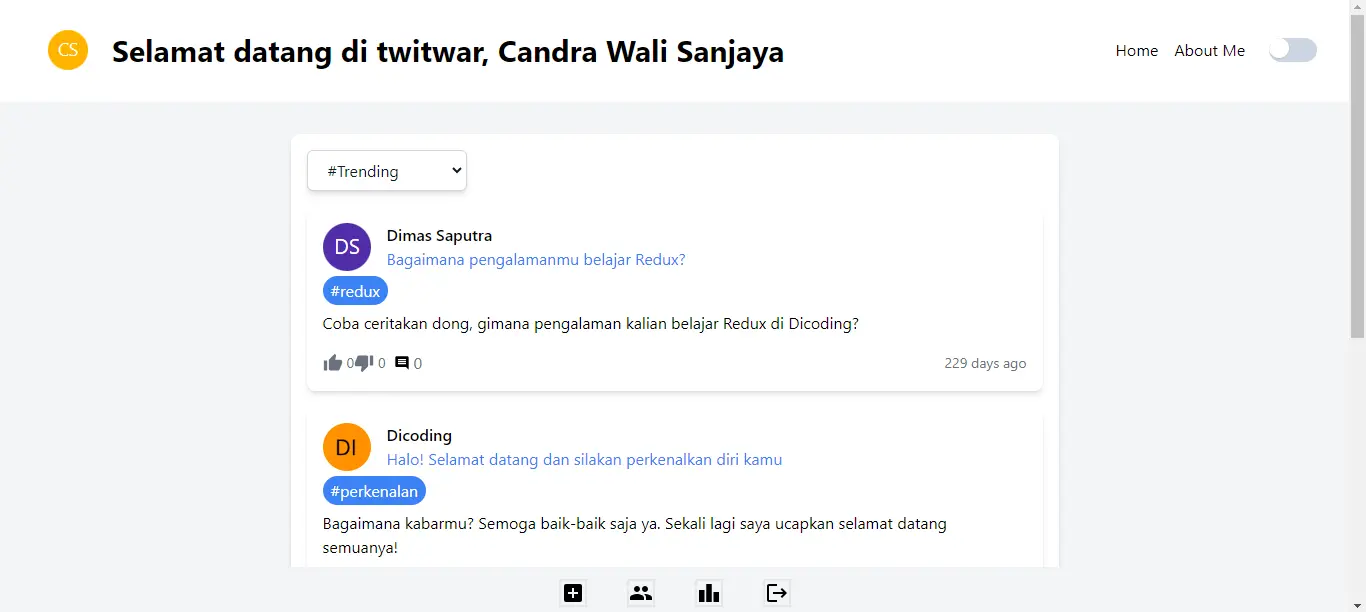 CS
Selamat datang di twitwar, Candra Wali Sanjaya
Home
About Me
#Trending
DS
Dimas Saputra
Bagaimana pengalamanmu belajar Redux?
#redux
Coba ceritakan dong, gimana pengalaman kalian belajar Redux di Dicoding?
0 0 0
229 days ago
DI
Dicoding
Halo! Selamat datang dan silakan perkenalkan diri kamu
#perkenalan
Bagaimana kabarmu? Semoga baik-baik saja ya. Sekali lagi saya ucapkan selamat datang
semuanya!